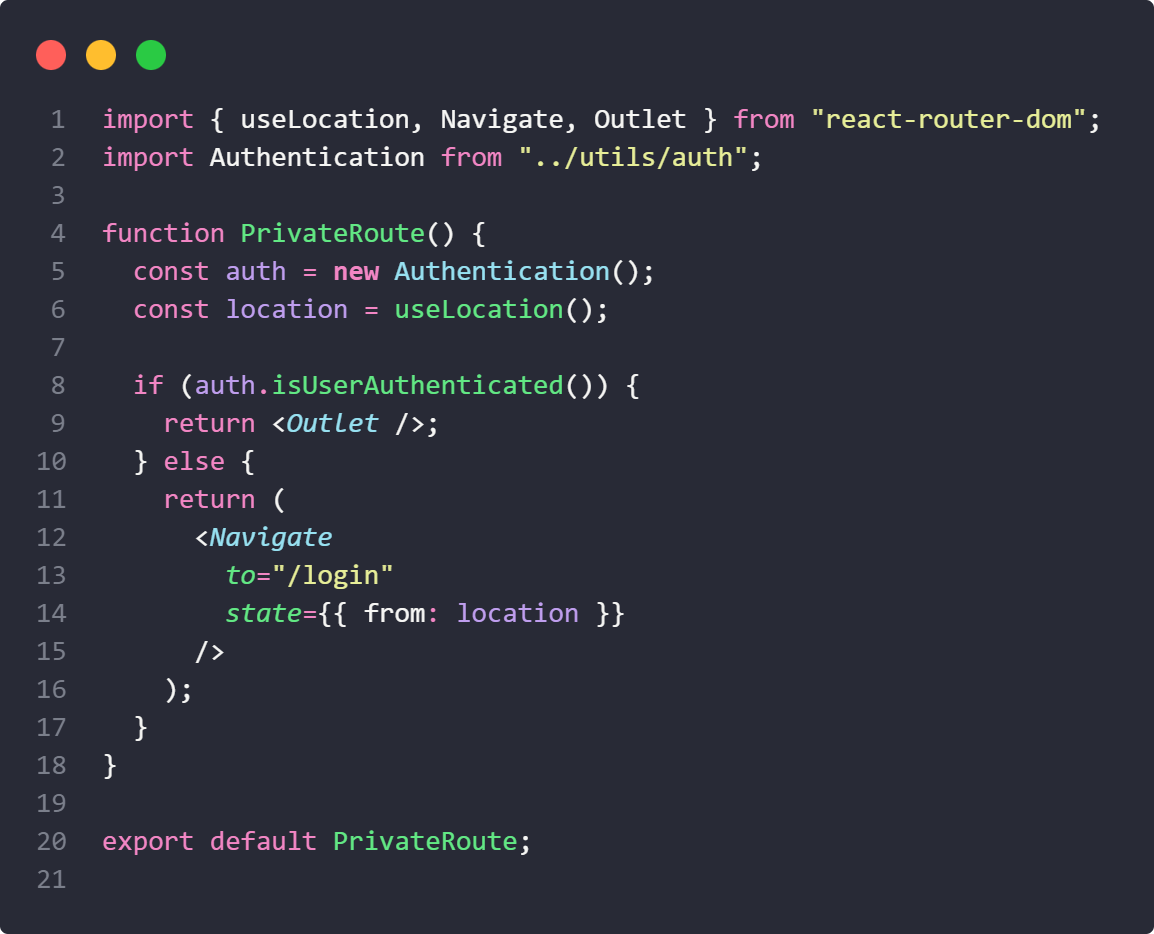 1 import { useLocation, Navigate, Outlet } from "react-router-dom";
2 import Authentication from "../utils/auth";
3
4 function PrivateRoute() {
5   const auth = new Authentication();
6   const location = useLocation();
7
8   if (auth.isUserAuthenticated()) {
9     return <Outlet />;
10   } else {
11     return (
12       <Navigate
13         to="/login"
14         state={{ from: location }}
15       />
16     );
17   }
18 }
19
20 export default PrivateRoute;
21